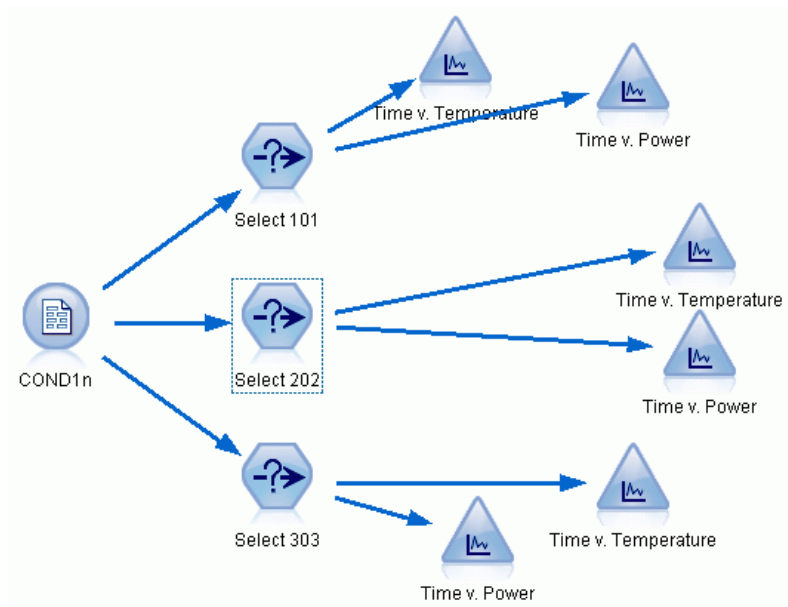 Time v. Temperature
Time v. Power
Select 101
Time v. Temperature
COND1n
Select 202
Time v. Power
Select 303
Time v. Temperature
Time v. Power